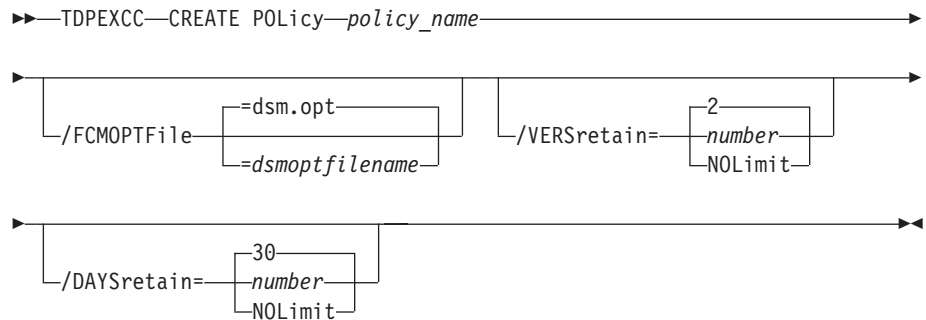 TDPEXCC CREATE POLicy policy_name
=dsm.opt
/FCMOPTFile
=dsmoptfilename
2
/VERSretain= number
NOLimit
30
/DAYSretain= number
NOLimit